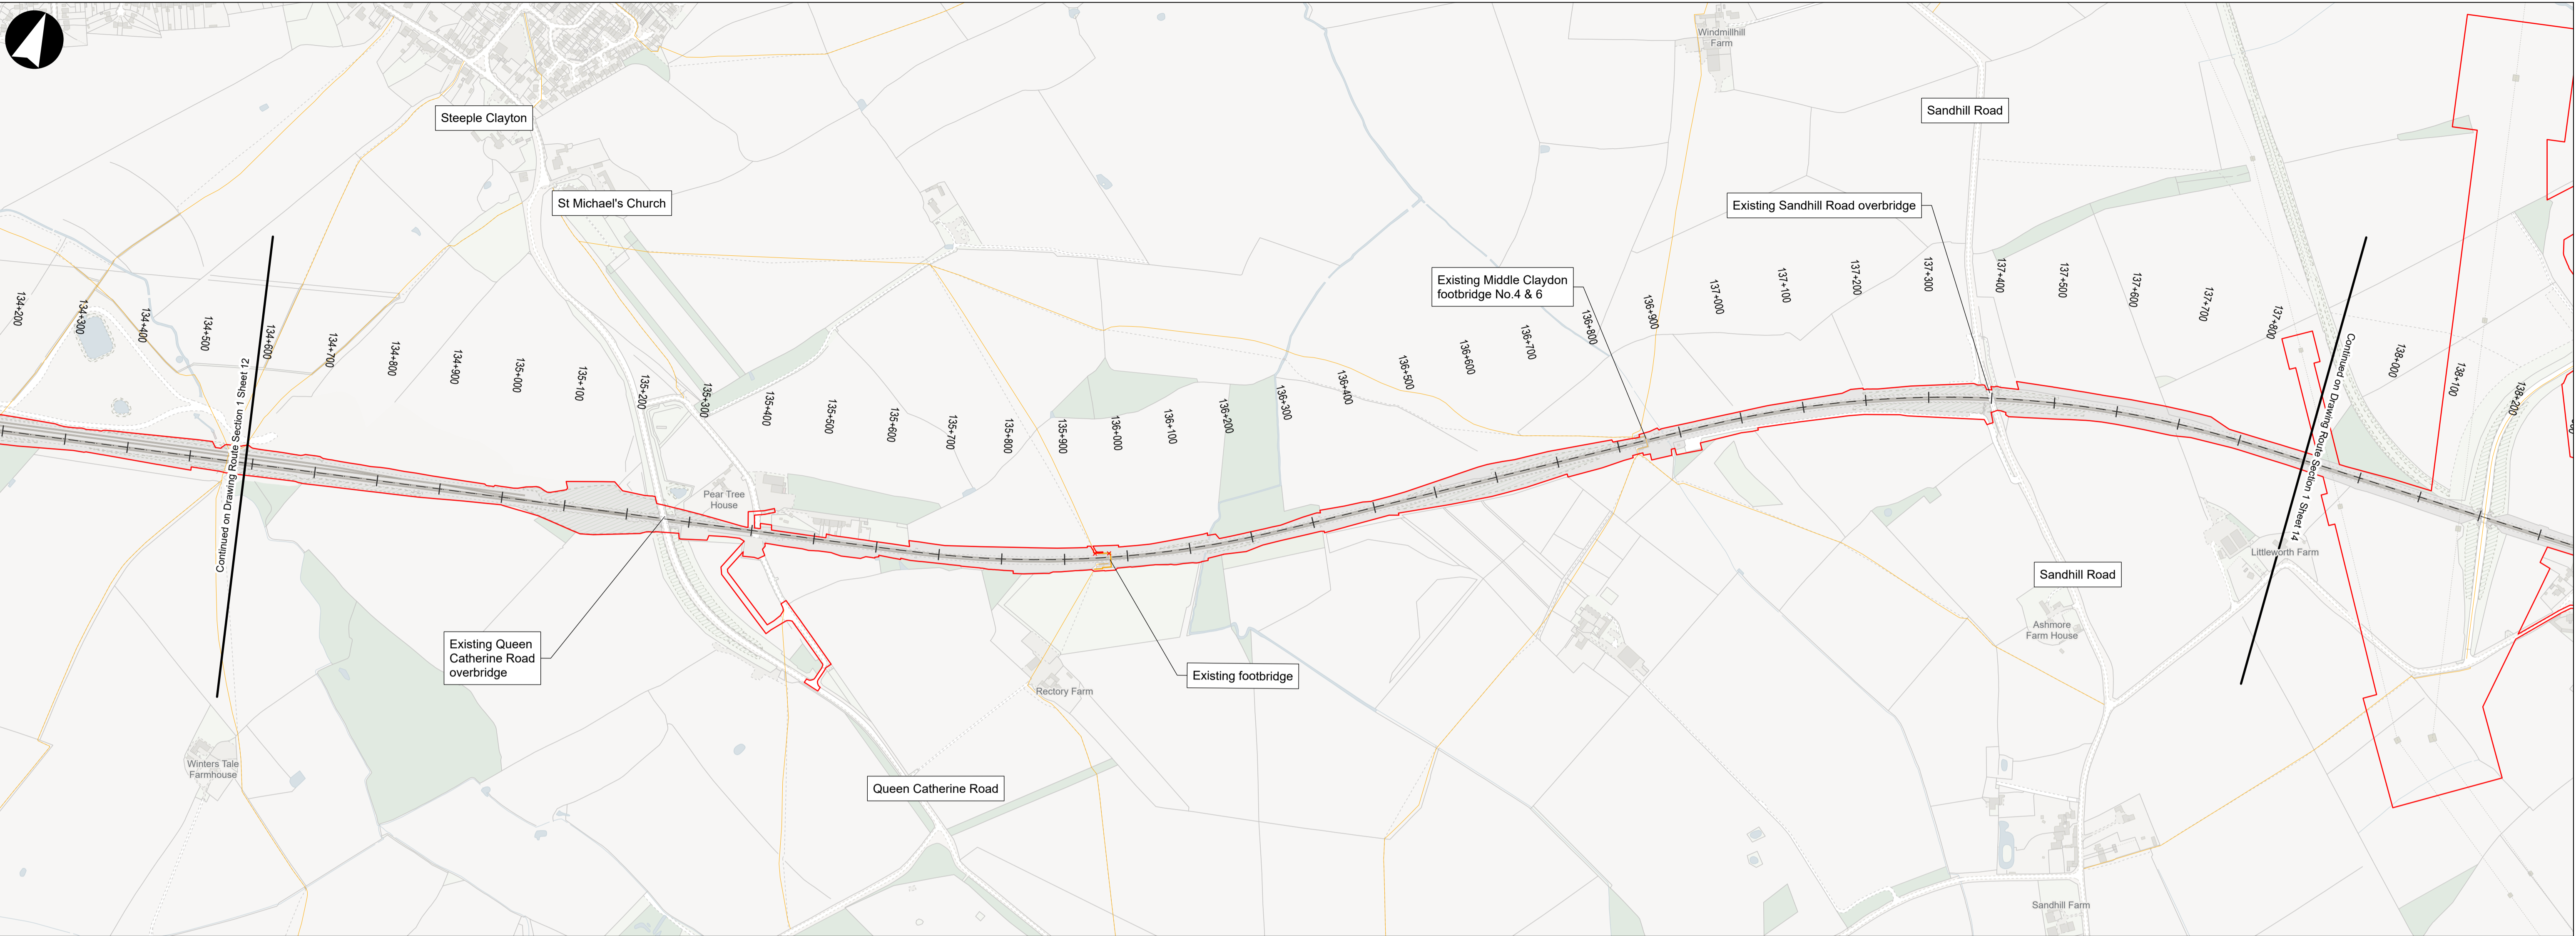 Windmillhill
Farm
Steeple Clayton
Sandhill Road
St Michael's Church
Existing Sandhill Road overbridge
Existing Middle Claydon
footbridge No.4 & 6
134+200
134+300
134+400
134+500
134+600
134+700
134+800
134+900
135+000
135+100
135+200
135+300
135+400
135+500
135+600
135+700
135+800
135+900
136+000
136+100
136+200
136+300
136+400
136+500
136+600
136+700
136+800
136+900
137+000
137+100
137+200
137+300
137+400
137+500
137+600
137+700
137+800
138+000
138+100
138+200
Continued on Drawing Route Section 1 Sheet 12
Continued on Drawing Route Section 1 Sheet 14
Pear Tree
House
Littleworth Farm
Sandhill Road
Ashmore
Farm House
Existing Queen
Catherine Road
overbridge
Existing footbridge
Rectory Farm
Winters Tale
Farmhouse
Queen Catherine Road
Sandhill Farm